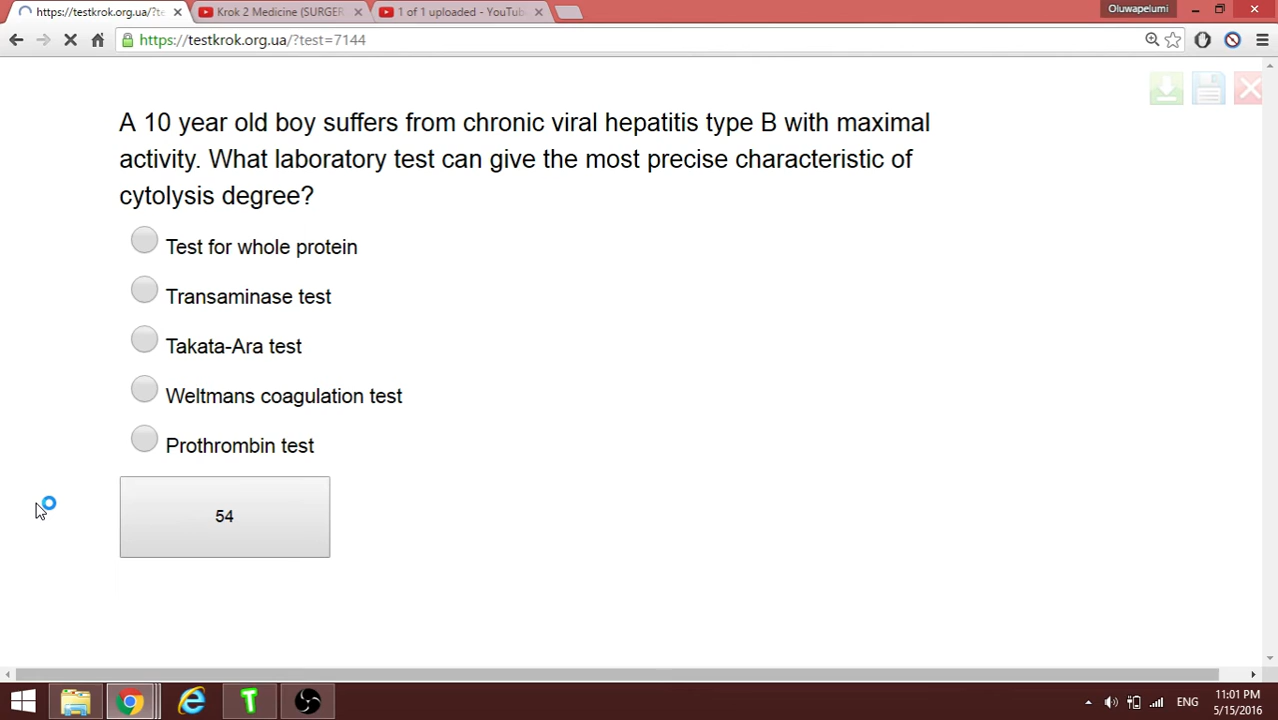 https://testkrok.org.ua/?te
Krok 2 Medicine (SURGER
1 of 1 uploaded - YouTub
Oluwapelumi
https://testkrok.org.ua/?test=7144
A 10 year old boy suffers from chronic viral hepatitis type B with maximal
activity. What laboratory test can give the most precise characteristic of
cytolysis degree?
Test for whole protein
Transaminase test
Takata-Ara test
Weltmans coagulation test
Prothrombin test
54
ENG
11:01 PM
5/15/2016